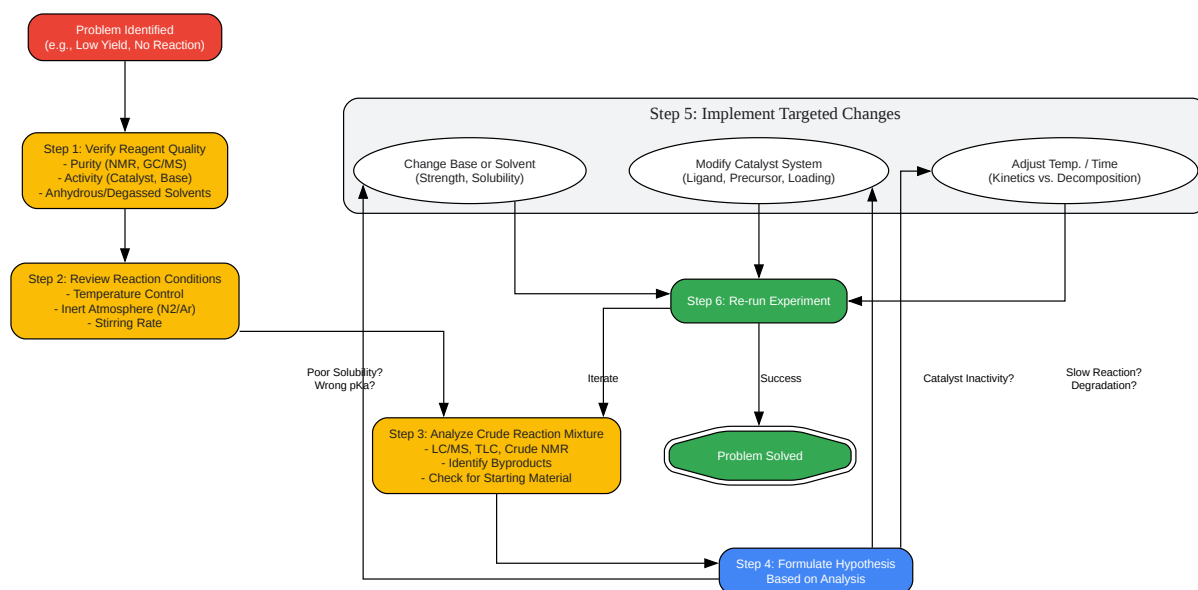 Problem Identified
(e.g., Low Yield, No Reaction)
Step 1: Verify Reagent Quality
- Purity (NMR, GC/MS)
- Activity (Catalyst, Base)
- Anhydrous/Degassed Solvents
Step 2: Review Reaction Conditions
- Temperature Control
- Inert Atmosphere (N2/Ar)
- Stirring Rate
Step 5: Implement Targeted Changes
Change Base or Solvent
(Strength, Solubility)
Modify Catalyst System
(Ligand, Precursor, Loading)
Adjust Temp. / Time
(Kinetics vs. Decomposition)
Step 6: Re-run Experiment
Poor Solubility?
Wrong pKa?
Iterate
Success
Catalyst Inactivity?
Slow Reaction?
Degradation?
Step 3: Analyze Crude Reaction Mixture
- LC/MS, TLC, Crude NMR
- Identify Byproducts
- Check for Starting Material
Problem Solved
Step 4: Formulate Hypothesis
Based on Analysis